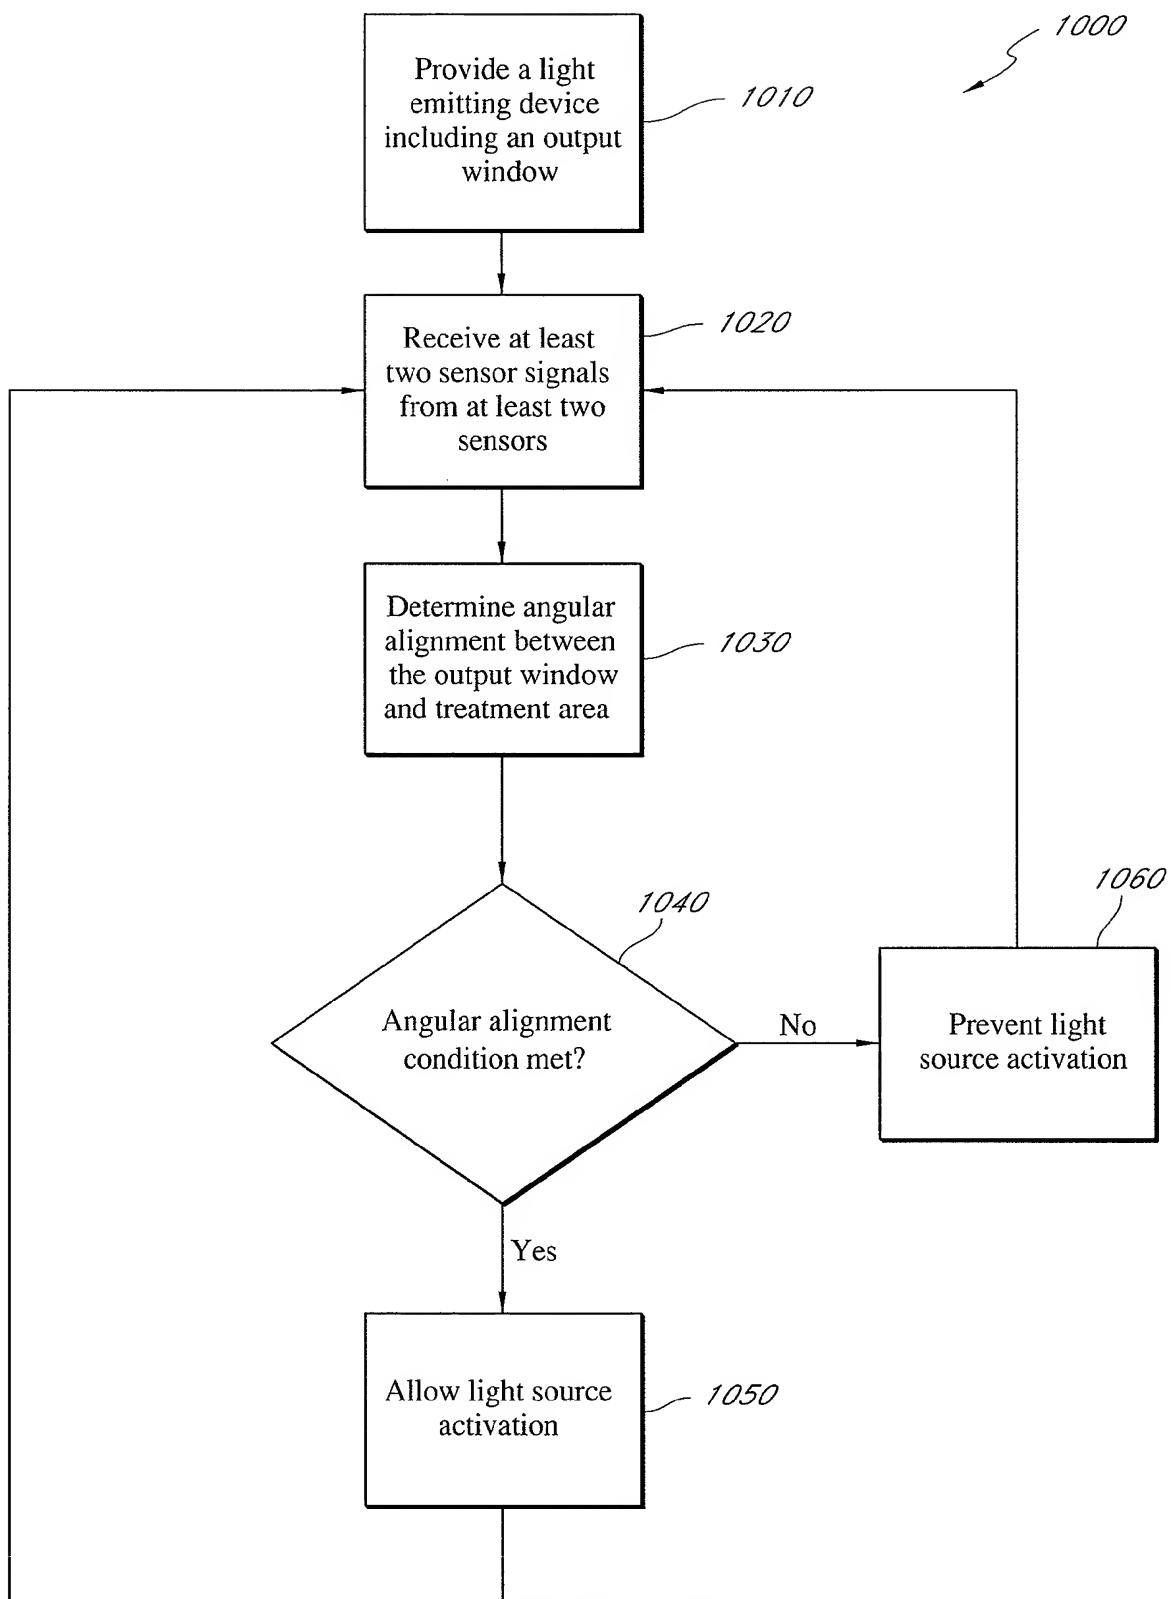 1000
Provide a light
emitting device
including an output
window
1010
Receive at least
two sensor signals
from at least two
sensors
1020
Determine angular
alignment between
the output window
and treatment area
1030
1040
Angular alignment
condition met?
No
1060
Prevent light
source activation
Yes
Allow light source
activation
1050